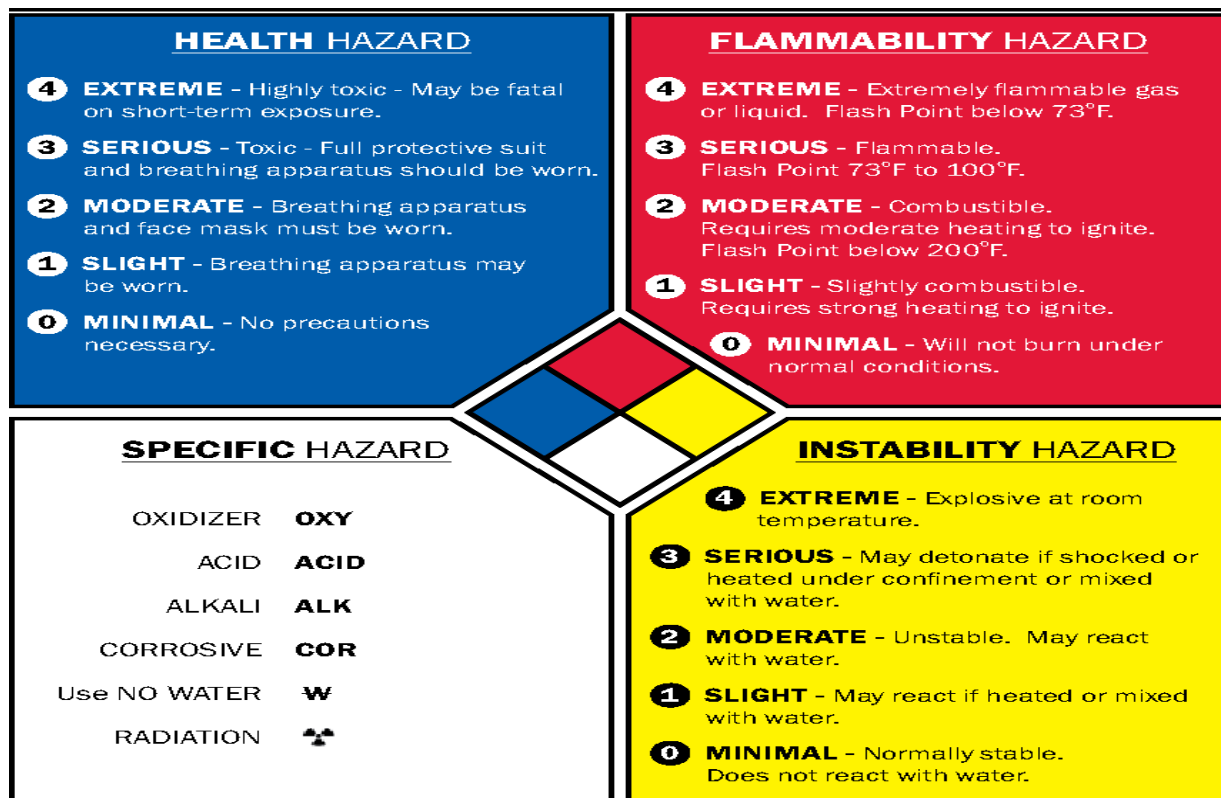 HEALTH HAZARD
4 EXTREME - Highly toxic - May be fatal
on short-term exposure.
3 SERIOUS - Toxic - Full protective suit
and breathing apparatus should be worn.
2 MODERATE - Breathing apparatus
and face mask must be worn.
1 SLIGHT - Breathing apparatus may
be worn.
0 MINIMAL - No precautions
necessary.
FLAMMABILITY HAZARD
4 EXTREME - Extremely flammable gas
or liquid. Flash Point below 73°F.
3 SERIOUS - Flammable.
Flash Point 73°F to 100°F.
2 MODERATE - Combustible.
Requires moderate heating to ignite.
Flash Point below 200°F.
1 SLIGHT - Slightly combustible.
Requires strong heating to ignite.
0 MINIMAL - Will not burn under
normal conditions.
SPECIFIC HAZARD
OXIDIZER OXY
ACID ACID
ALKALI ALK
CORROSIVE COR
Use NO WATER W
RADIATION
INSTABILITY HAZARD
4 EXTREME - Explosive at room
temperature.
3 SERIOUS - May detonate if shocked or
heated under confinement or mixed
with water.
2 MODERATE - Unstable. May react
with water.
1 SLIGHT - May react if heated or mixed
with water.
0 MINIMAL - Normally stable.
Does not react with water.